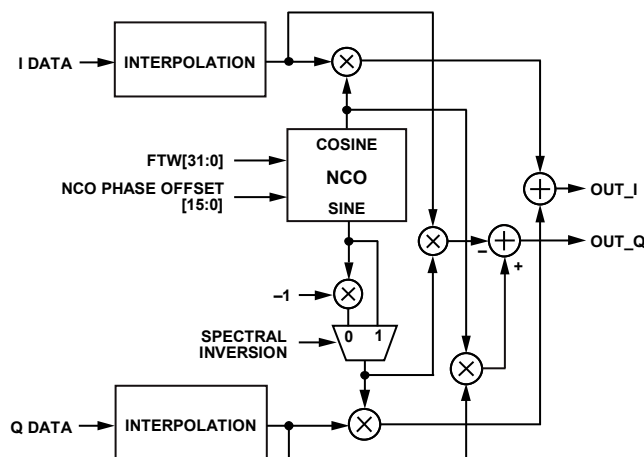 I DATA
INTERPOLATION
×
×
COSINE
NCO
SINE
FTW[31:0]
NCO PHASE OFFSET
[15:0]
+
OUT_I
×
–
+
OUT_Q
+
–1
×
0 1
SPECTRAL
INVERSION
×
Q DATA
INTERPOLATION
×